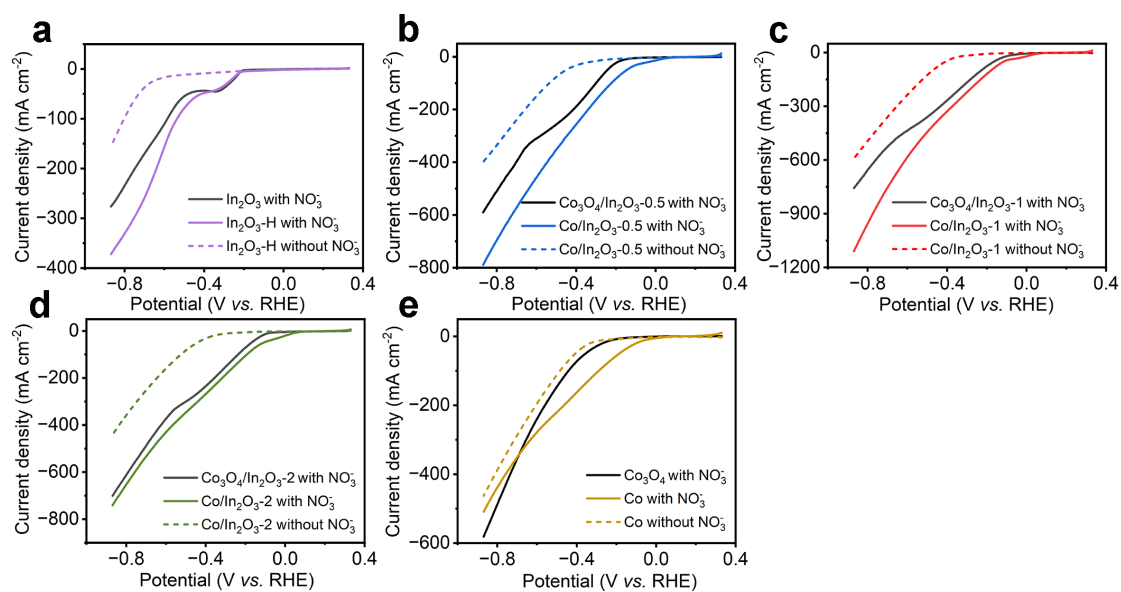 a
Current density (mA cm⁻²)
0
−100
−200
−300
−400
In₂O₃ with NO₃⁻
In₂O₃-H with NO₃⁻
In₂O₃-H without NO₃⁻
−0.8 −0.4 0.0 0.4
Potential (V vs. RHE)
b
Current density (mA cm⁻²)
0
−200
−400
−600
−800
Co₃O₄/In₂O₃-0.5 with NO₃⁻
Co/In₂O₃-0.5 with NO₃⁻
Co/In₂O₃-0.5 without NO₃⁻
−0.8 −0.4 0.0 0.4
Potential (V vs. RHE)
c
Current density (mA cm⁻²)
0
−300
−600
−900
−1200
Co₃O₄/In₂O₃-1 with NO₃⁻
Co/In₂O₃-1 with NO₃⁻
Co/In₂O₃-1 without NO₃⁻
−0.8 −0.4 0.0 0.4
Potential (V vs. RHE)
d
Current density (mA cm⁻²)
0
−200
−400
−600
−800
Co₃O₄/In₂O₃-2 with NO₃⁻
Co/In₂O₃-2 with NO₃⁻
Co/In₂O₃-2 without NO₃⁻
−0.8 −0.4 0.0 0.4
Potential (V vs. RHE)
e
Current density (mA cm⁻²)
0
−200
−400
−600
Co₃O₄ with NO₃⁻
Co with NO₃⁻
Co without NO₃⁻
−0.8 −0.4 0.0 0.4
Potential (V vs. RHE)